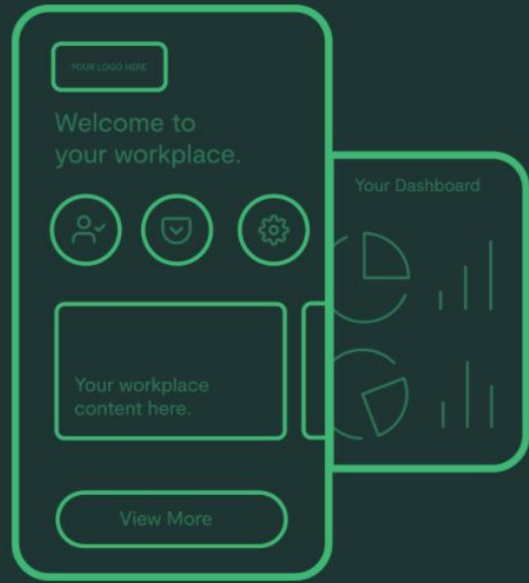 YOUR LOGO HERE
Welcome to
your workplace.
Your Dashboard
Your workplace
content here.
View More